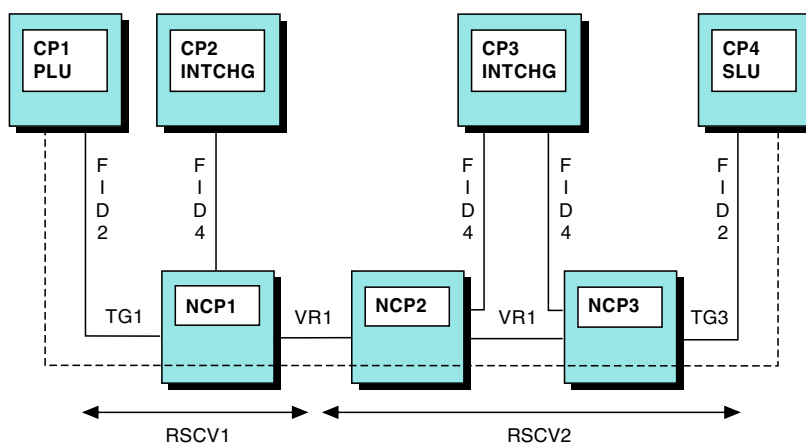 CP1
PLU
CP2
INTCHG
CP3
INTCHG
CP4
SLU
F
I
D
2
F
I
D
4
F
I
D
4
F
I
D
4
F
I
D
2
NCP1
NCP2
NCP3
TG1
VR1
VR1
TG3
RSCV1
RSCV2